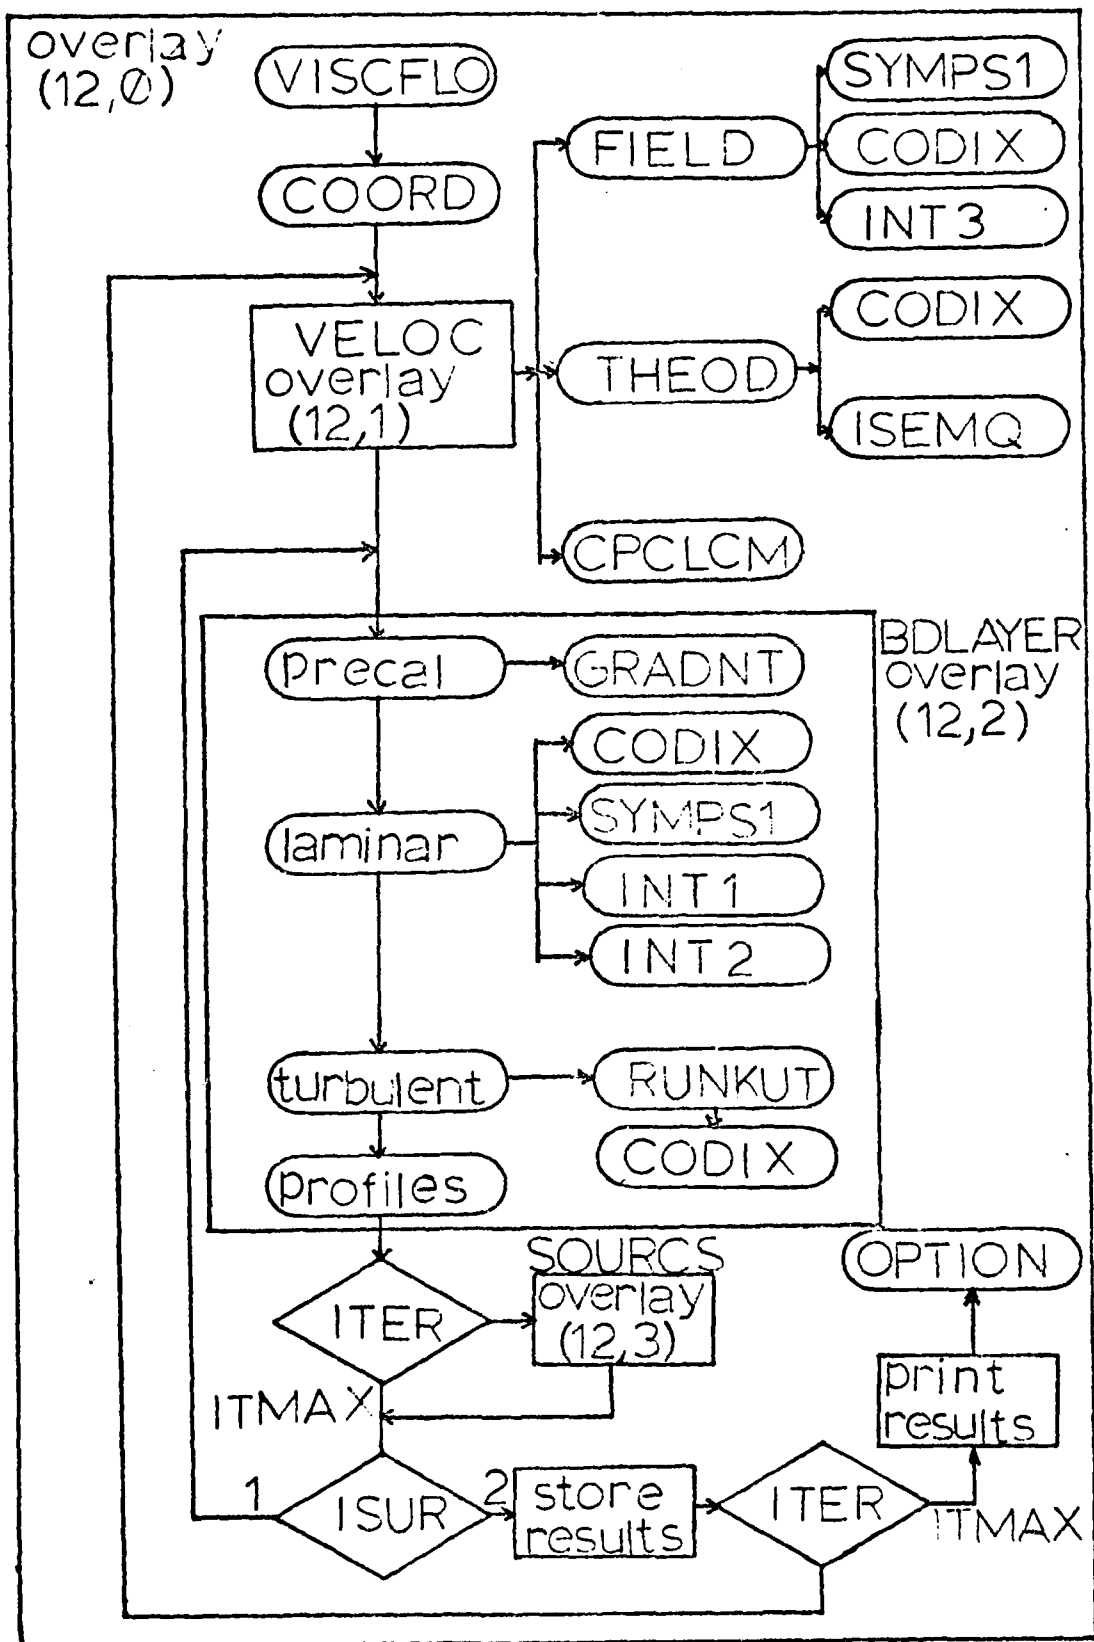 overlay
(12,0)
VISCFLO
COORD
VELOC
overlay
(12,1)
FIELD
SYMPS1
CODIX
INT3
THEOD
CODIX
ISEMQ
CPCLCM
BDLAYER
overlay
(12,2)
precal
GRADNT
laminar
CODIX
SYMPS1
INT1
INT2
turbulent
RUNKUT
CODIX
profiles
ITER
SOURCS
overlay
(12,3)
ITMAX
ISUR
1
2
store
results
ITER
ITMAX
print
results
OPTION